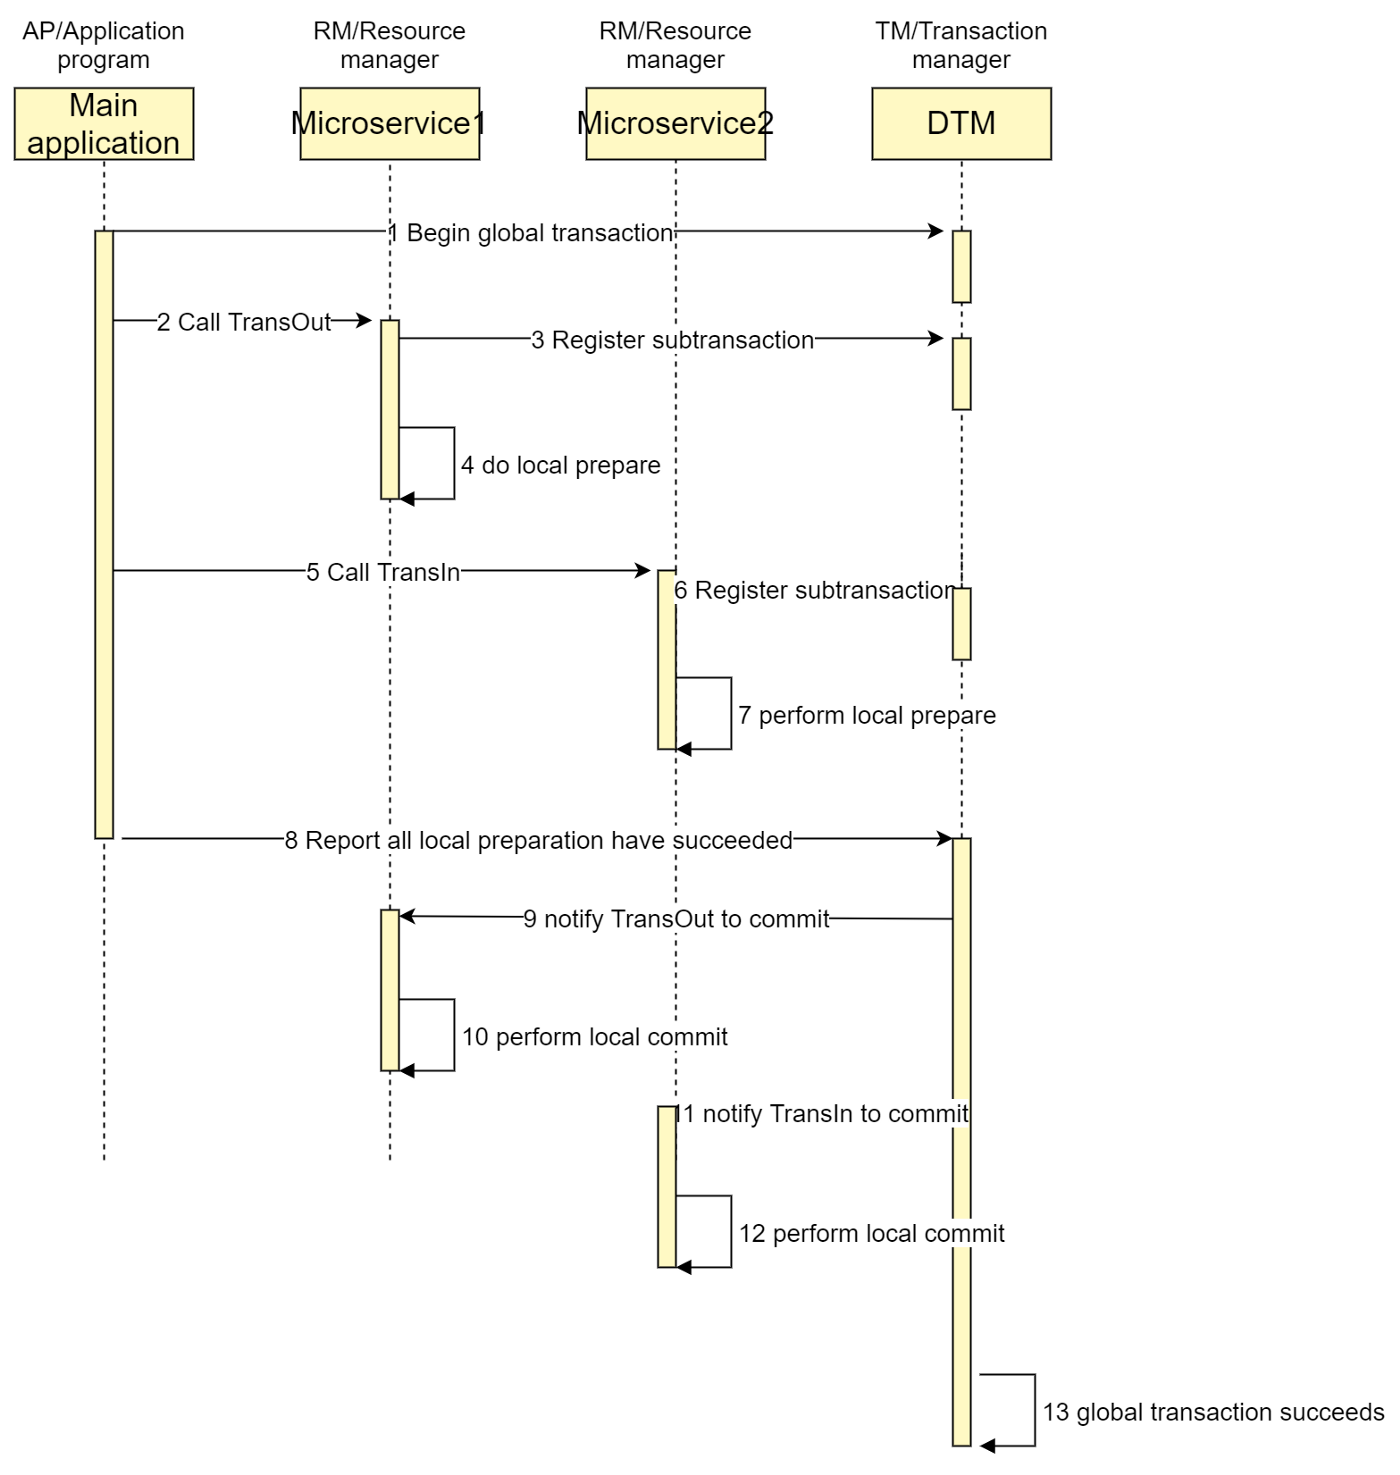 AP/Application
program
RM/Resource
manager
RM/Resource
manager
TM/Transaction
manager
Main
application
Microservice1
Microservice2
DTM
1 Begin global transaction
2 Call TransOut
3 Register subtransaction
4 do local prepare
5 Call TransIn
6 Register subtransaction
7 perform local prepare
8 Report all local preparation have succeeded
9 notify TransOut to commit
10 perform local commit
11 notify TransIn to commit
12 perform local commit
13 global transaction succeeds